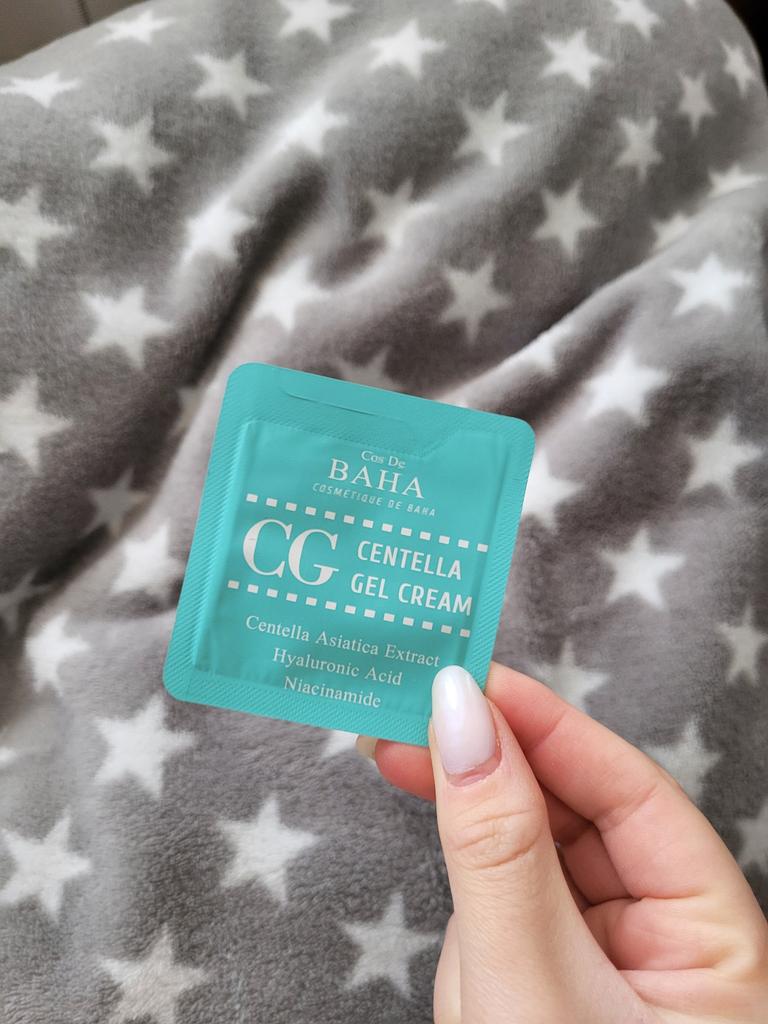 Cos De
BAHA
COSMETIQUE DE BAHA
CG
CENTELLA
GEL CREAM
Centella Asiatica Extract
Hyaluronic Acid
Niacinamide